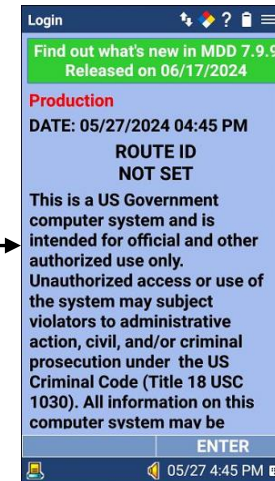 Login ?
Find out what's new in MDD 7.9.9
Released on 06/17/2024
Production
DATE: 05/27/2024 04:45 PM
ROUTE ID
NOT SET
This is a US Government
computer system and is
intended for official and other
authorized use only.
Unauthorized access or use of
the system may subject
violators to administrative
action, civil, and/or criminal
prosecution under the US
Criminal Code (Title 18 USC
1030). All information on this
computer system may be
ENTER
05/27 4:45 PM